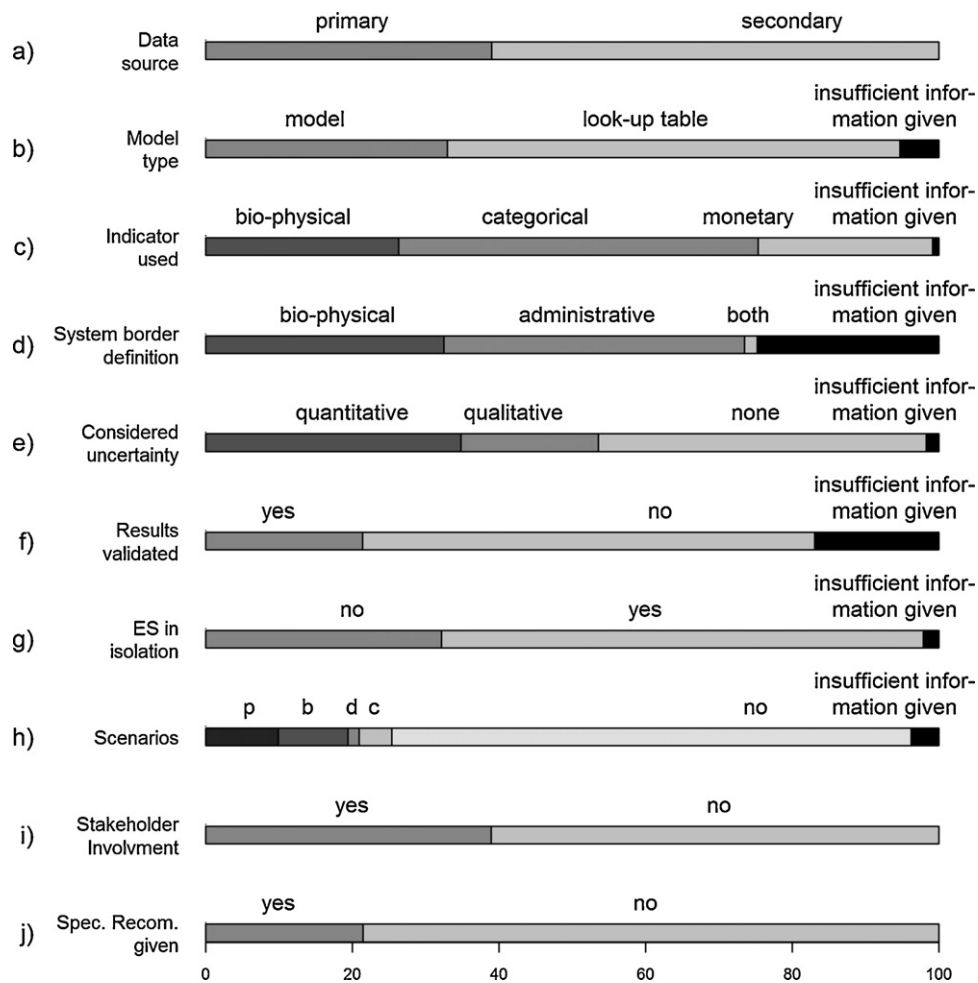 primary secondary
a) Data
source
insufficient infor-
model look-up table mation given
b) Model
type
insufficient infor-
bio-physical categorical monetary mation given
c) Indicator
used
insufficient infor-
bio-physical administrative both mation given
d) System border
definition
insufficient infor-
quantitative qualitative none mation given
e) Considered
uncertainty
insufficient infor-
yes no mation given
f) Results
validated
insufficient infor-
no yes mation given
g) ES in
isolation
insufficient infor-
p b d c no mation given
h) Scenarios
yes no
i) Stakeholder
Involvment
yes no
j) Spec. Recom.
given
0 20 40 60 80 100